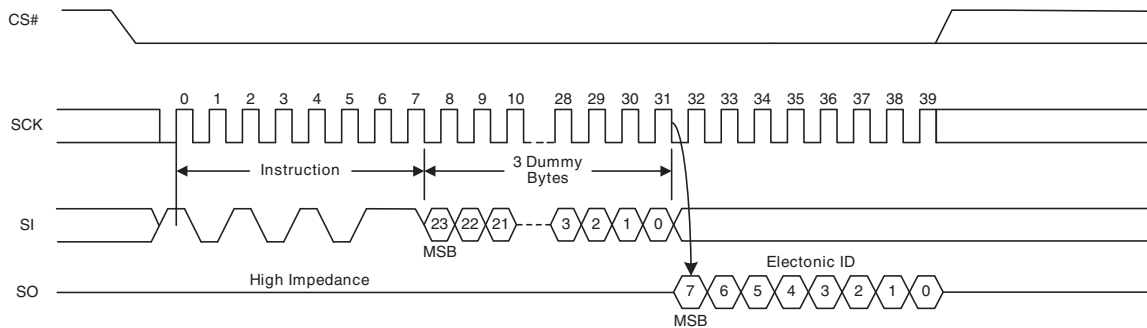 CS#
0 1 2 3 4 5 6 7 8 9 10 28 29 30 31 32 33 34 35 36 37 38 39
SCK
Instruction
3 Dummy
Bytes
SI
23 22 21 3 2 1 0
MSB
High Impedance
Electonic ID
SO
7 6 5 4 3 2 1 0
MSB